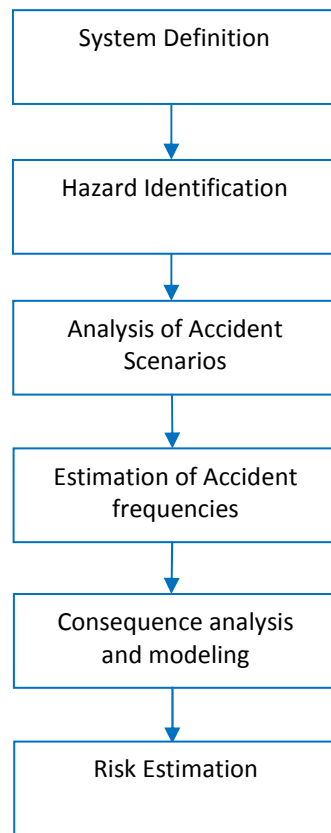 System Definition
Hazard Identification
Analysis of Accident
Scenarios
Estimation of Accident
frequencies
Consequence analysis
and modeling
Risk Estimation